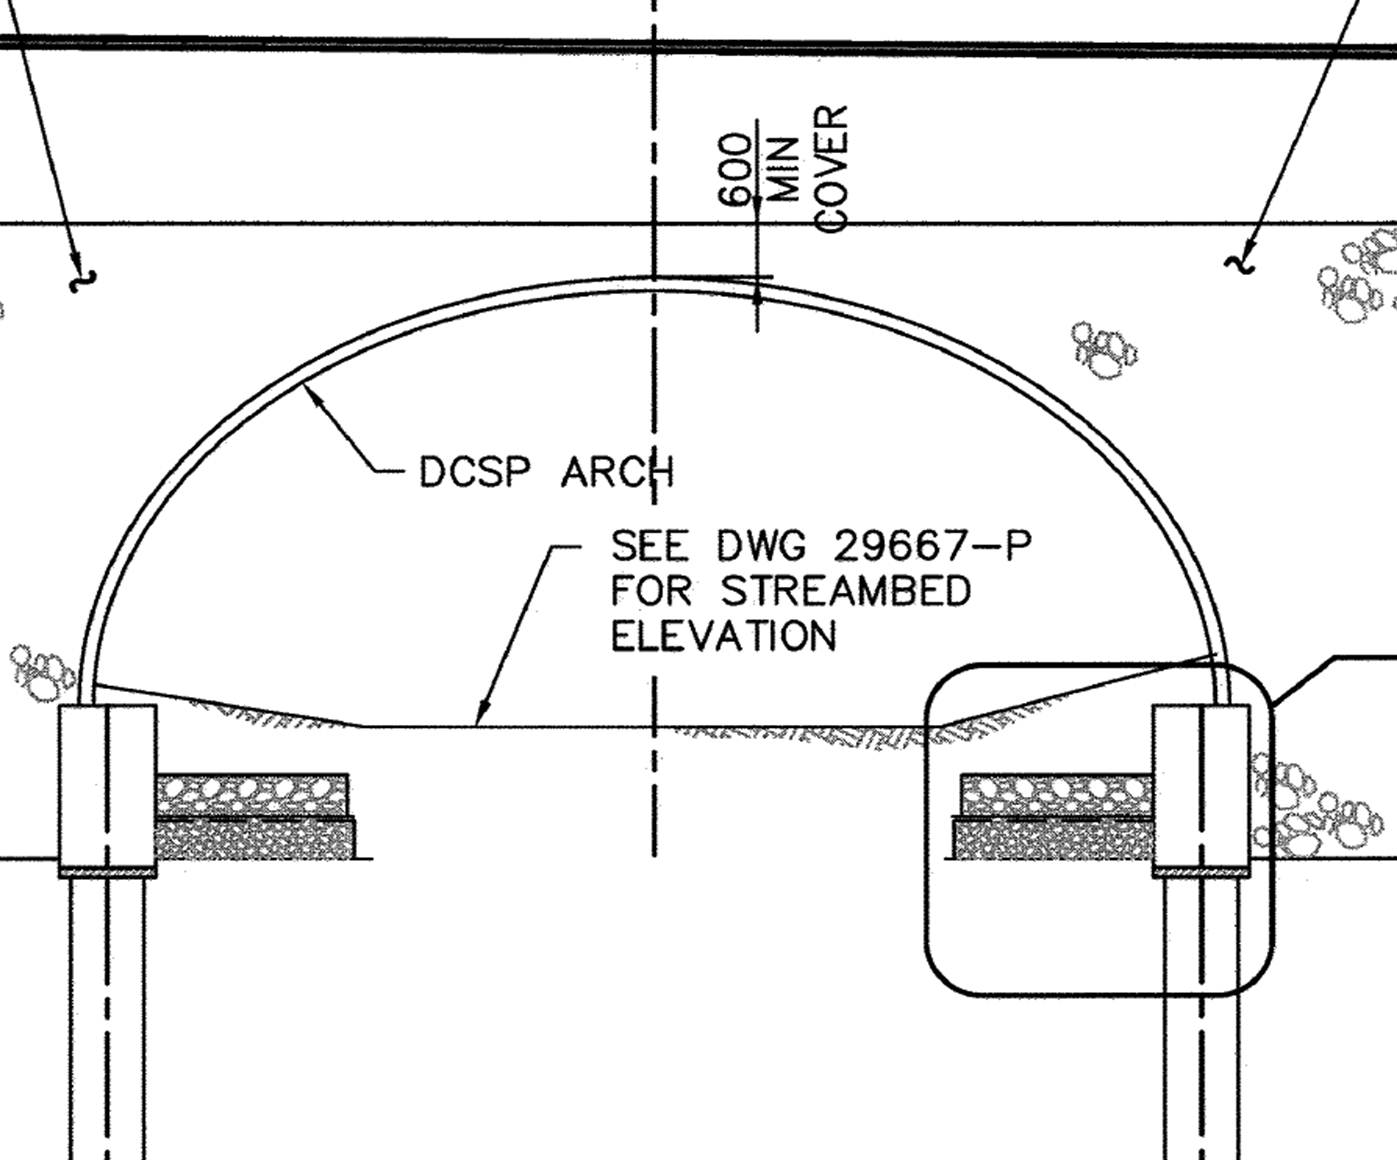 600
MIN
COVER
DCSP ARCH
SEE DWG 29667-P
FOR STREAMBED
ELEVATION